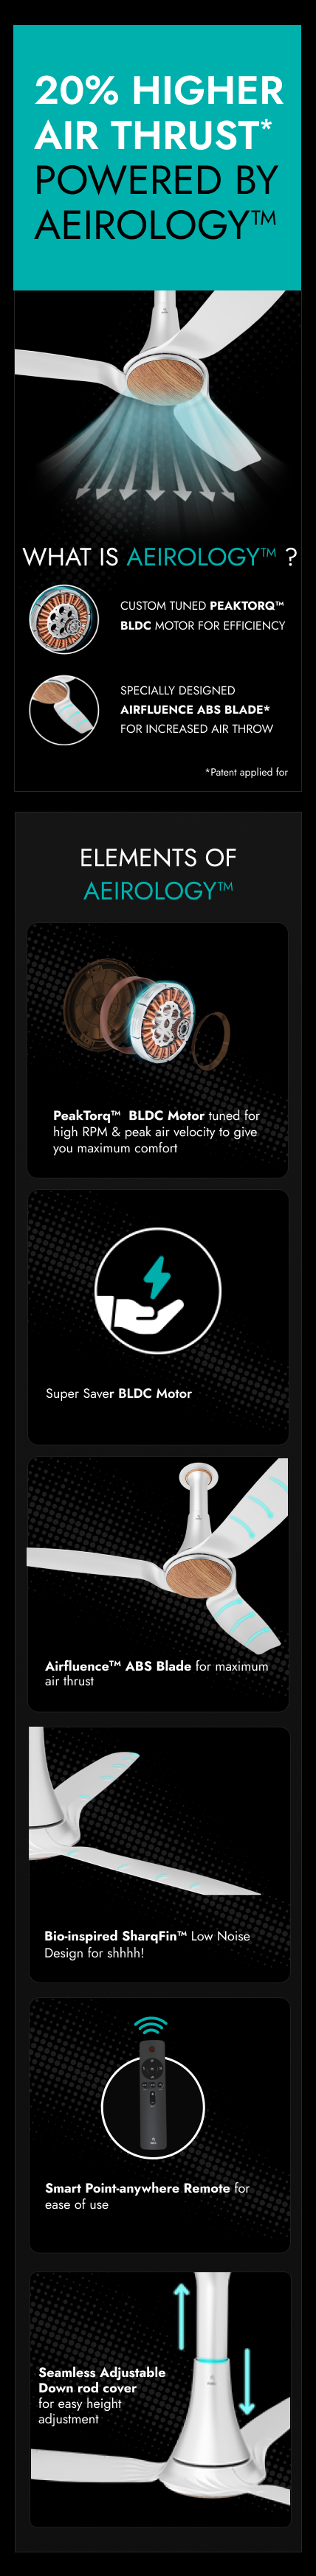 20% HIGHER
AIR THRUST*
POWERED BY
AEIROLOGY™
WHAT IS AEIROLOGY™ ?
CUSTOM TUNED PEAKTORQ™
BLDC MOTOR FOR EFFICIENCY
SPECIALLY DESIGNED
AIRFLUENCE ABS BLADE*
FOR INCREASED AIR THROW
*Patent applied for
ELEMENTS OF
AEIROLOGY™
PeakTorq™ BLDC Motor tuned for
high RPM & peak air velocity to give
you maximum comfort
Super Saver BLDC Motor
Airfluence™ ABS Blade for maximum
air thrust
Bio-inspired SharqFin™ Low Noise
Design for shhhh!
Smart Point-anywhere Remote for
ease of use
Seamless Adjustable
Down rod cover
for easy height
adjustment